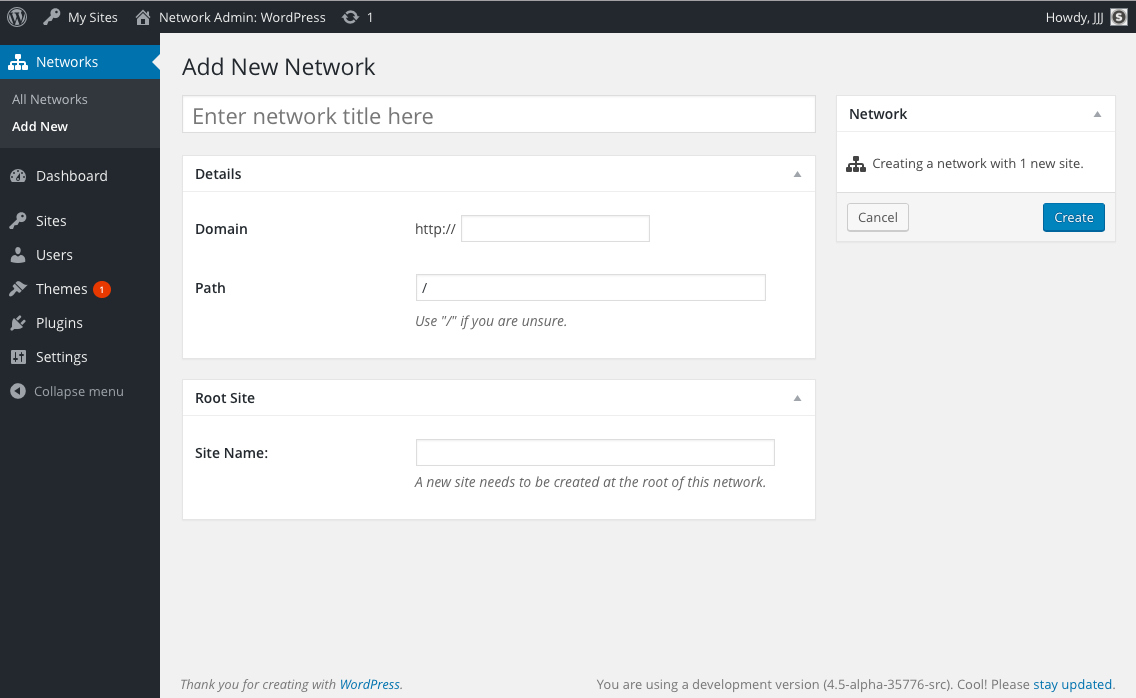 My Sites Network Admin: WordPress 1 Howdy, JJJ
Networks
All Networks
Add New
Dashboard
Sites
Users
Themes 1
Plugins
Settings
Collapse menu
Add New Network
Enter network title here
Details
Domain http://
Path /
Use "/" if you are unsure.
Root Site
Site Name:
A new site needs to be created at the root of this network.
Network
Creating a network with 1 new site.
Cancel Create
Thank you for creating with WordPress. You are using a development version (4.5-alpha-35776-src). Cool! Please stay updated.